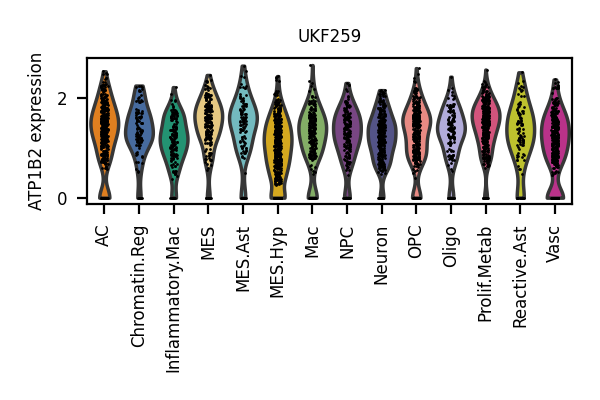 UKF259
ATP1B2 expression
2
0
AC
Chromatin.Reg
Inflammatory.Mac
MES
MES.Ast
MES.Hyp
Mac
NPC
Neuron
OPC
Oligo
Prolif.Metab
Reactive.Ast
Vasc